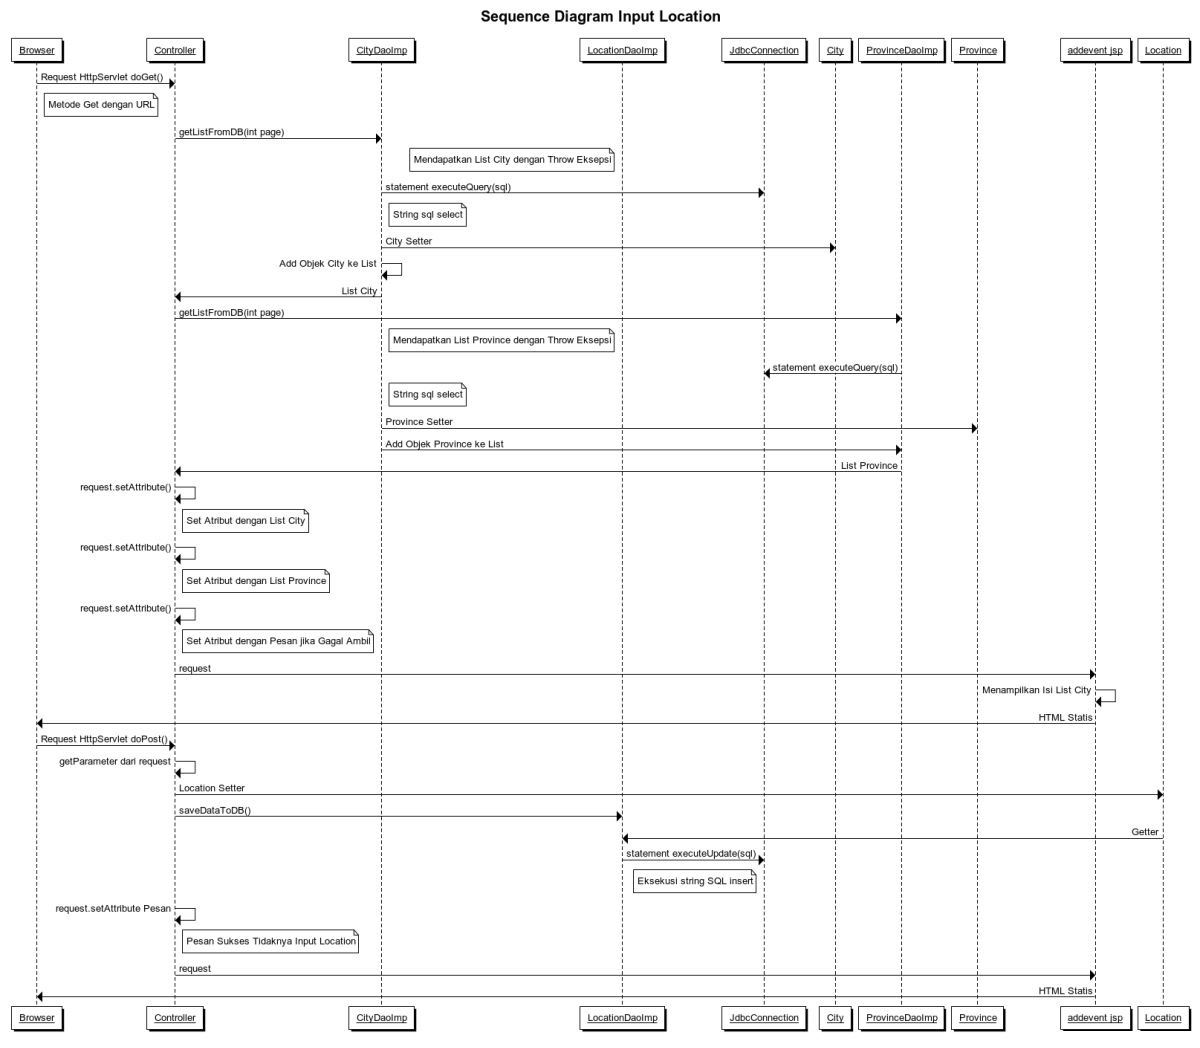 Sequence Diagram Input Location
Browser
Controller
CityDaoImp
LocationDaoImp
JdbcConnection
City
ProvinceDaoImp
Province
addevent jsp
Location
Request HttpServlet doGet()
Metode Get dengan URL
getListFromDB(int page)
Mendapatkan List City dengan Throw Eksepsi
statement executeQuery(sql)
String sql select
City Setter
Add Objek City ke List
List City
getListFromDB(int page)
Mendapatkan List Province dengan Throw Eksepsi
statement executeQuery(sql)
String sql select
Province Setter
Add Objek Province ke List
List Province
request.setAttribute()
Set Atribut dengan List City
request.setAttribute()
Set Atribut dengan List Province
request.setAttribute()
Set Atribut dengan Pesan jika Gagal Ambil
request
Menampilkan Isi List City
HTML Statis
Request HttpServlet doPost()
getParameter dari request
Location Setter
saveDataToDB()
Getter
statement executeUpdate(sql)
Eksekusi string SQL insert
request.setAttribute Pesan
Pesan Sukses Tidaknya Input Location
request
HTML Statis
Browser
Controller
CityDaoImp
LocationDaoImp
JdbcConnection
City
ProvinceDaoImp
Province
addevent jsp
Location